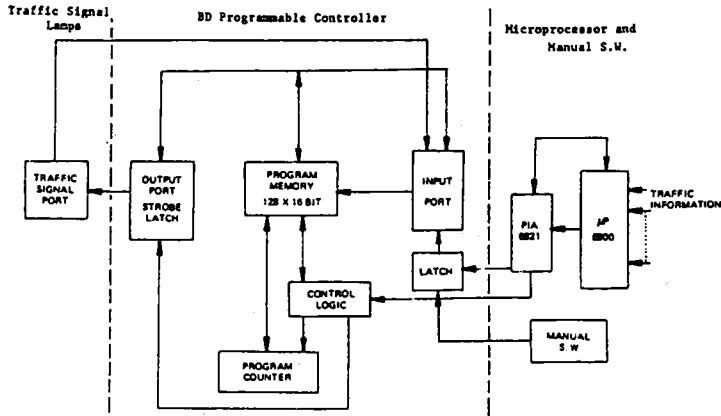 Traffic Signal
Lamps
BD Programmable Controller
Microprocessor and
Manual S.W.
TRAFFIC
SIGNAL
PORT
OUTPUT
PORT
STROBE
LATCH
PROGRAM
MEMORY
128 X 16 BIT
INPUT
PORT
PIA
6821
μP
6800
TRAFFIC
INFORMATION
LATCH
CONTROL
LOGIC
PROGRAM
COUNTER
MANUAL
S.W